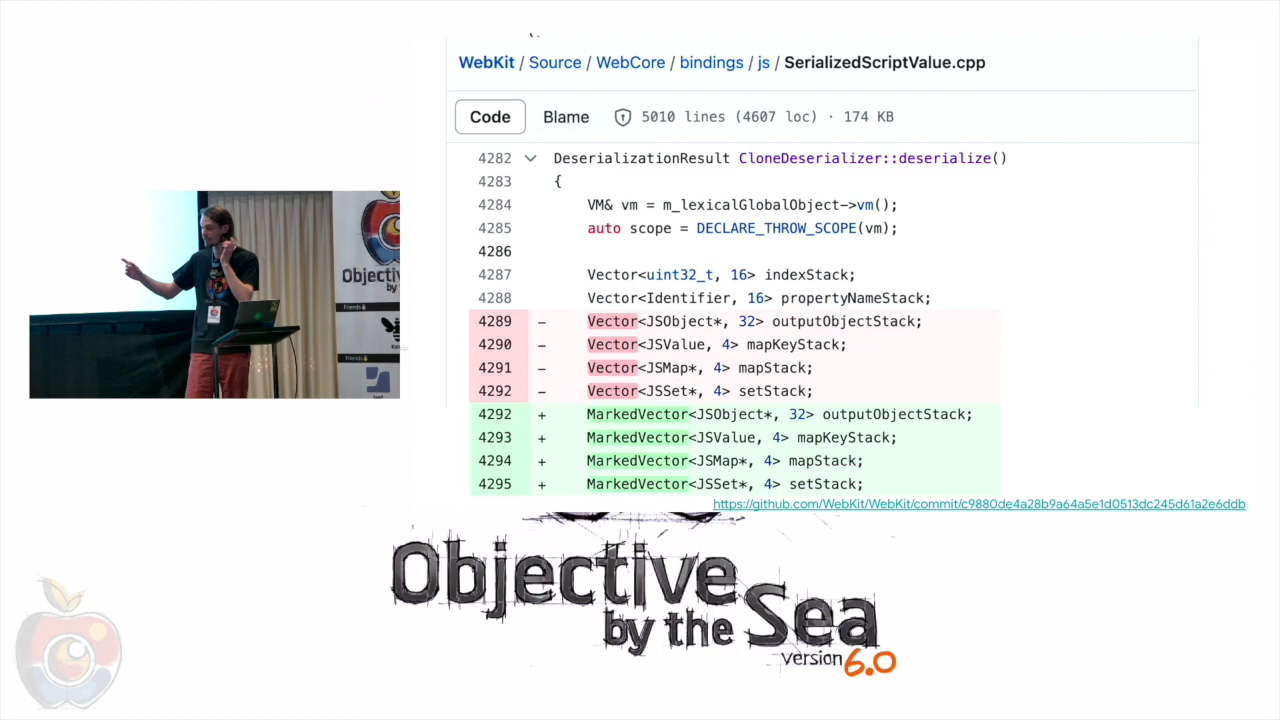 WebKit / Source / WebCore / bindings / js / SerializedScriptValue.cpp
Code Blame 5010 lines (4607 loc) · 174 KB
4282 DeserializationResult CloneDeserializer::deserialize()
4283 {
4284 VM& vm = m_lexicalGlobalObject->vm();
4285 auto scope = DECLARE_THROW_SCOPE(vm);
4286
4287 Vector<uint32_t, 16> indexStack;
4288 Vector<Identifier, 16> propertyNameStack;
4289 - Vector<JSObject*, 32> outputObjectStack;
4290 - Vector<JSValue, 4> mapKeyStack;
4291 - Vector<JSMap*, 4> mapStack;
4292 - Vector<JSSet*, 4> setStack;
4292 + MarkedVector<JSObject*, 32> outputObjectStack;
4293 + MarkedVector<JSValue, 4> mapKeyStack;
4294 + MarkedVector<JSMap*, 4> mapStack;
4295 + MarkedVector<JSSet*, 4> setStack;
https://github.com/WebKit/WebKit/commit/c9880de4a28b9a64a5e1d0513dc245d61a2e6ddb
Objective
by
Friends
Friends
Objective
by the Sea
version 6.0